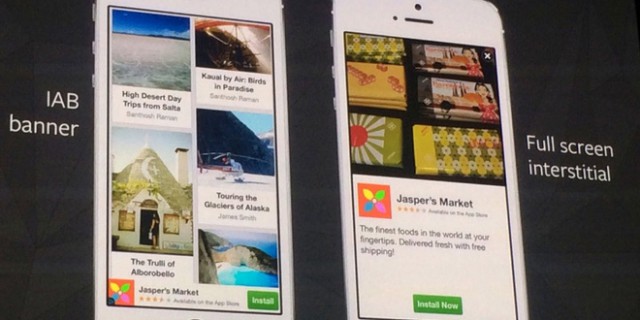 IAB
banner
High Desert Day
Trips from Salta
Santhosh Raman
Kauai by Air: Birds
in Paradise
Santhosh Raman
Touring the
Glaciers of Alaska
James Smith
The Trulli of
Alborobello
Jasper's Market
Available on the App Store
Install
Jasper's Market
Available on the App Store
The finest foods in the world at your
fingertips. Delivered fresh with free
shipping!
Install Now
Full screen
interstitial